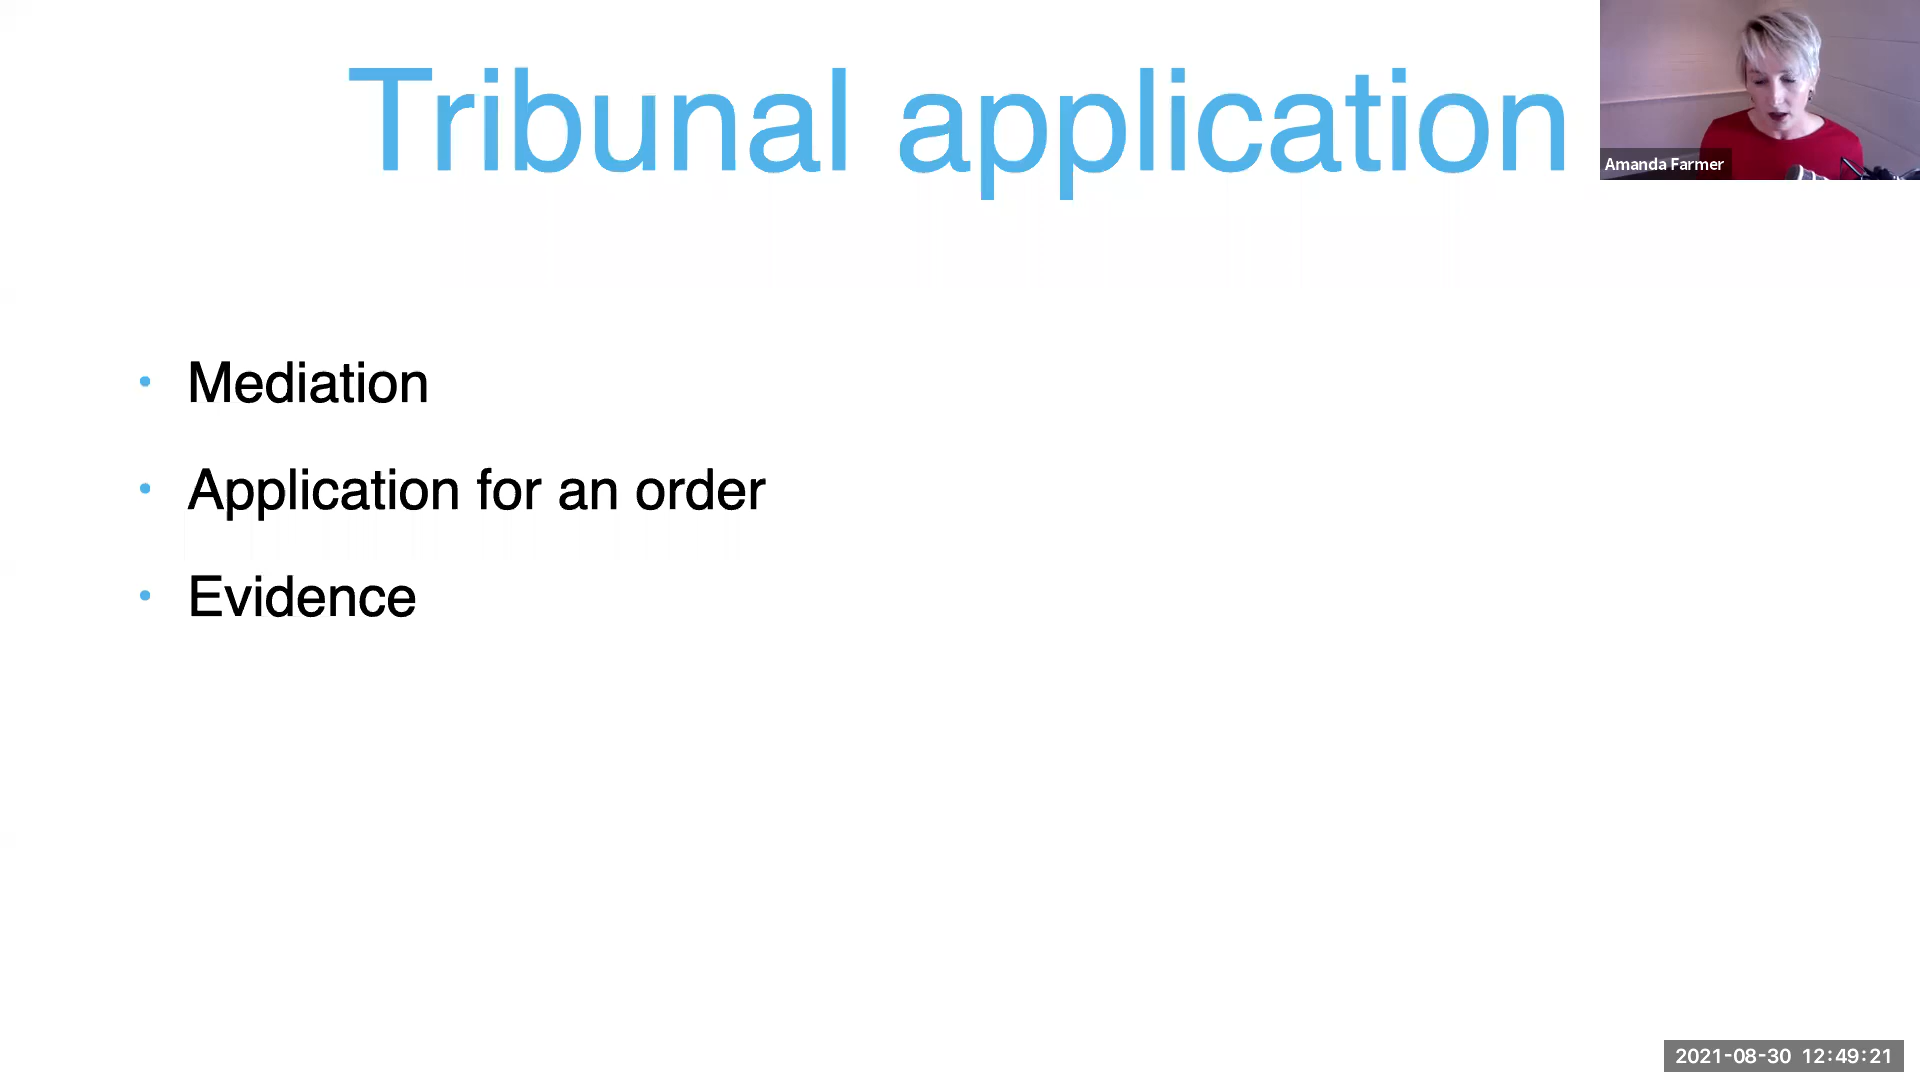 Tribunal application
Amanda Farmer
• Mediation
• Application for an order
• Evidence
2021-08-30 12:49:21